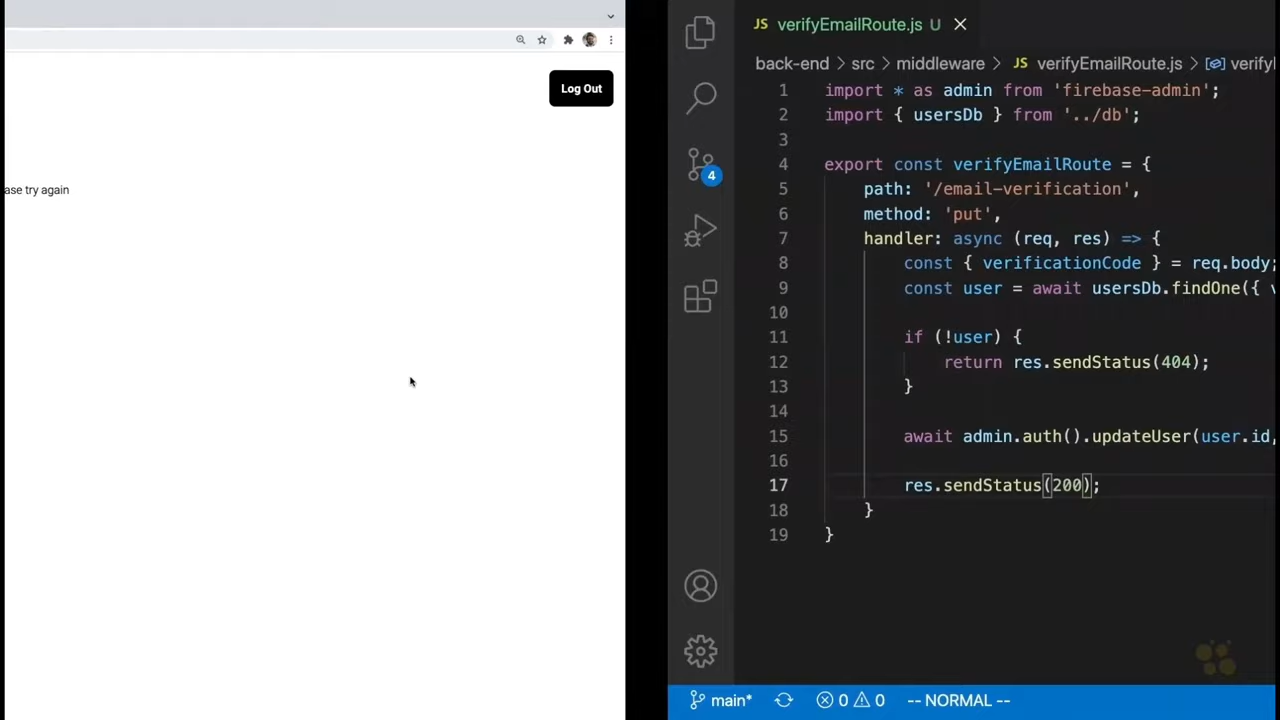 Log Out
ase try again
JS verifyEmailRoute.js U
4
back-end > src > middleware > JS verifyEmailRoute.js > verify
1 import * as admin from 'firebase-admin';
2 import { usersDb } from '../db';
3
4 export const verifyEmailRoute = {
5 path: '/email-verification',
6 method: 'put',
7 handler: async (req, res) => {
8 const { verificationCode } = req.body;
9 const user = await usersDb.findOne({ v
10
11 if (!user) {
12 return res.sendStatus(404);
13 }
14
15 await admin.auth().updateUser(user.id,
16
17 res.sendStatus(200);
18 }
19 }
main* 0 0 -- NORMAL --